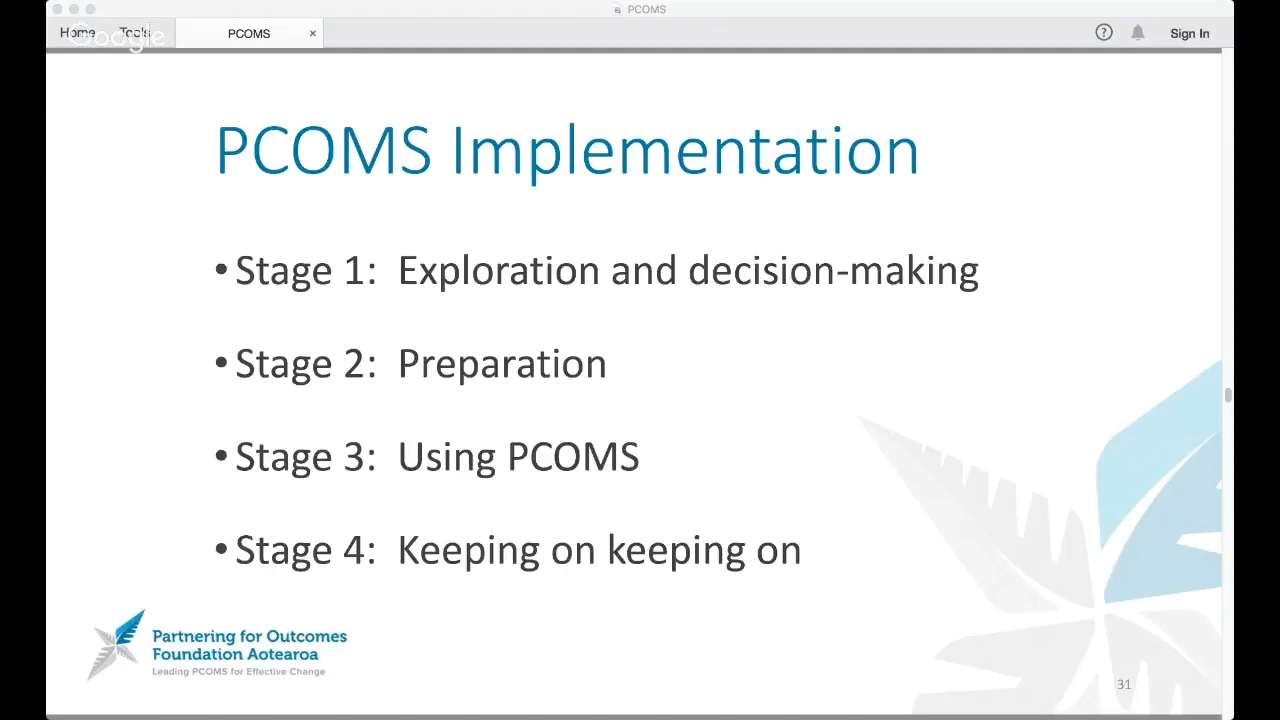 PCOMS
Home Tools PCOMS × ? Sign In
Google
PCOMS Implementation
• Stage 1: Exploration and decision-making
• Stage 2: Preparation
• Stage 3: Using PCOMS
• Stage 4: Keeping on keeping on
Partnering for Outcomes
Foundation Aotearoa
Leading PCOMS for Effective Change
31